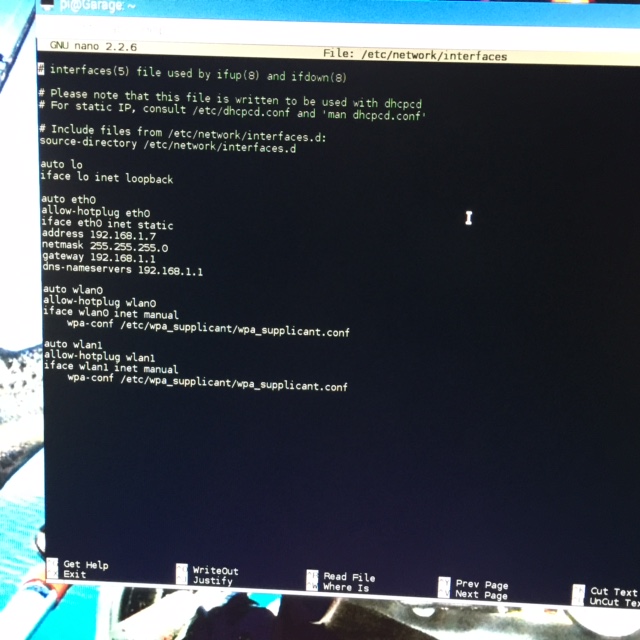 pi@Garage: ~
GNU nano 2.2.6 File: /etc/network/interfaces
# interfaces(5) file used by ifup(8) and ifdown(8)
# Please note that this file is written to be used with dhcpcd
# For static IP, consult /etc/dhcpcd.conf and 'man dhcpcd.conf'
# Include files from /etc/network/interfaces.d:
source-directory /etc/network/interfaces.d
auto lo
iface lo inet loopback
auto eth0
allow-hotplug eth0
iface eth0 inet static
address 192.168.1.7
netmask 255.255.255.0
gateway 192.168.1.1
dns-nameservers 192.168.1.1
auto wlan0
allow-hotplug wlan0
iface wlan0 inet manual
wpa-conf /etc/wpa_supplicant/wpa_supplicant.conf
auto wlan1
allow-hotplug wlan1
iface wlan1 inet manual
wpa-conf /etc/wpa_supplicant/wpa_supplicant.conf
Get Help WriteOut Read File Prev Page Cut Text
Exit Justify Where Is Next Page UnCut Te